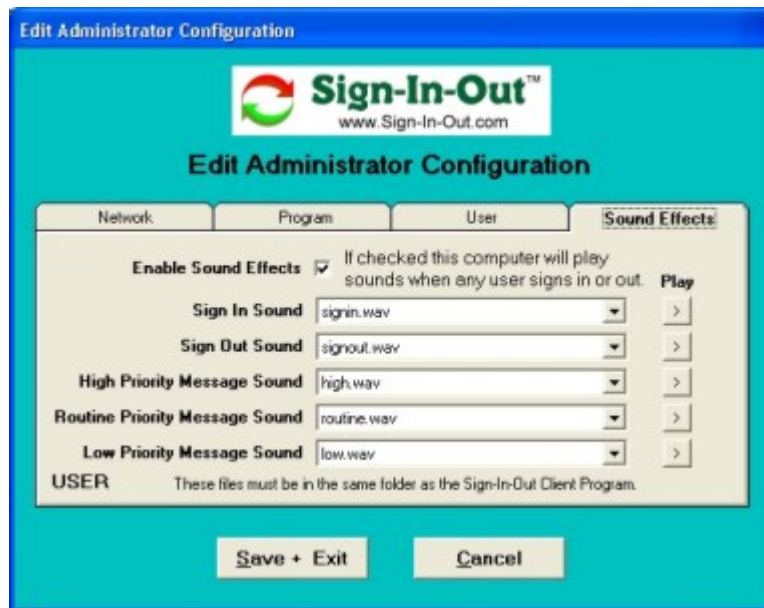 Edit Administrator Configuration
Sign-In-Out™
www.Sign-In-Out.com
Edit Administrator Configuration
Network Program User Sound Effects
Enable Sound Effects If checked this computer will play
sounds when any user signs in or out. Play
Sign In Sound signin.wav >
Sign Out Sound signout.wav >
High Priority Message Sound high.wav >
Routine Priority Message Sound routine.wav >
Low Priority Message Sound low.wav >
USER These files must be in the same folder as the Sign-In-Out Client Program.
Save + Exit Cancel